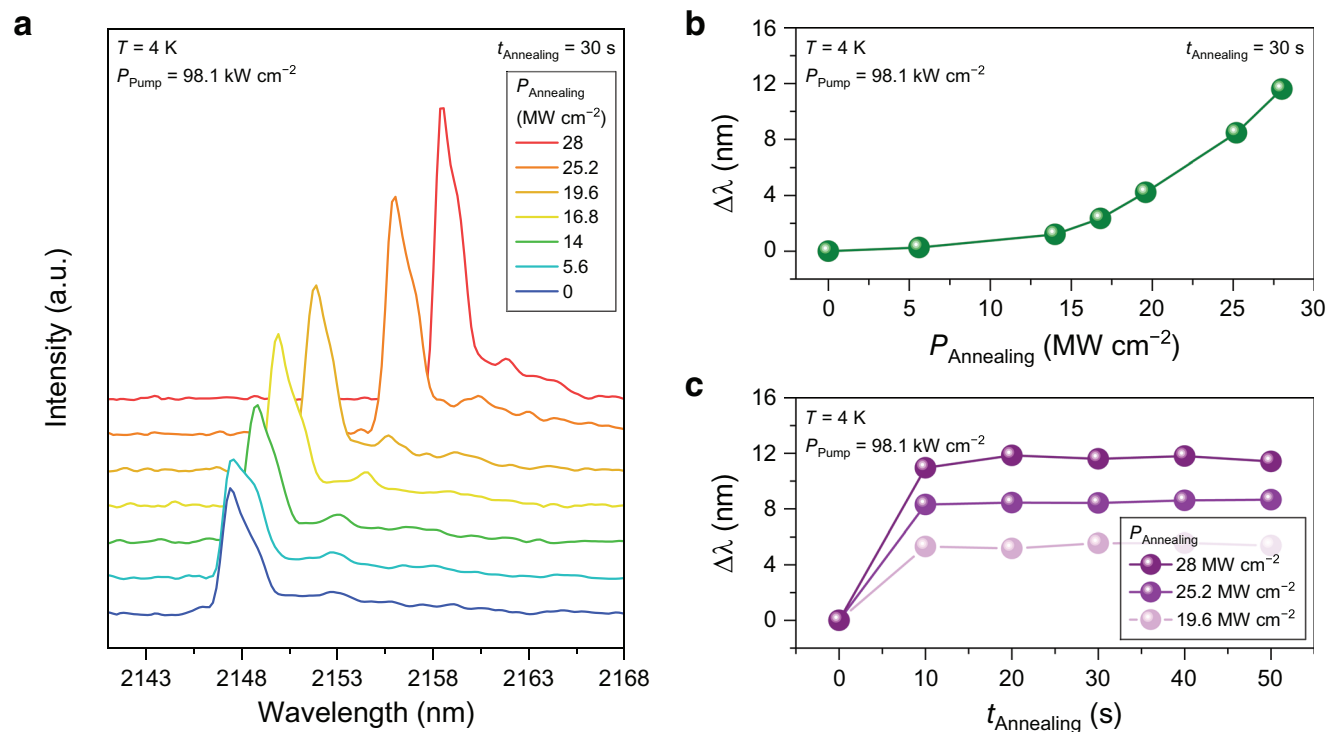 a
T = 4 K
t_Annealing = 30 s
P_Pump = 98.1 kW cm⁻²
P_Annealing
(MW cm⁻²)
28
25.2
19.6
16.8
14
5.6
0
Intensity (a.u.)
2143 2148 2153 2158 2163 2168
Wavelength (nm)
b
16
12
8
4
0
Δλ (nm)
T = 4 K
t_Annealing = 30 s
P_Pump = 98.1 kW cm⁻²
0 5 10 15 20 25 30
P_Annealing (MW cm⁻²)
c
16
12
8
4
0
Δλ (nm)
T = 4 K
P_Pump = 98.1 kW cm⁻²
P_Annealing
28 MW cm⁻²
25.2 MW cm⁻²
19.6 MW cm⁻²
0 10 20 30 40 50
t_Annealing (s)